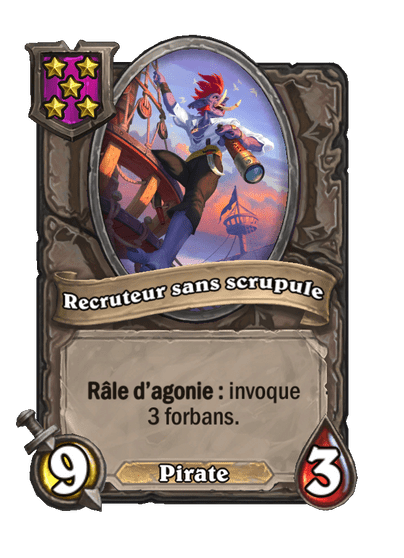 Recruteur sans scrupule
Râle d’agonie : invoque
3 forbans.
9
Pirate
3